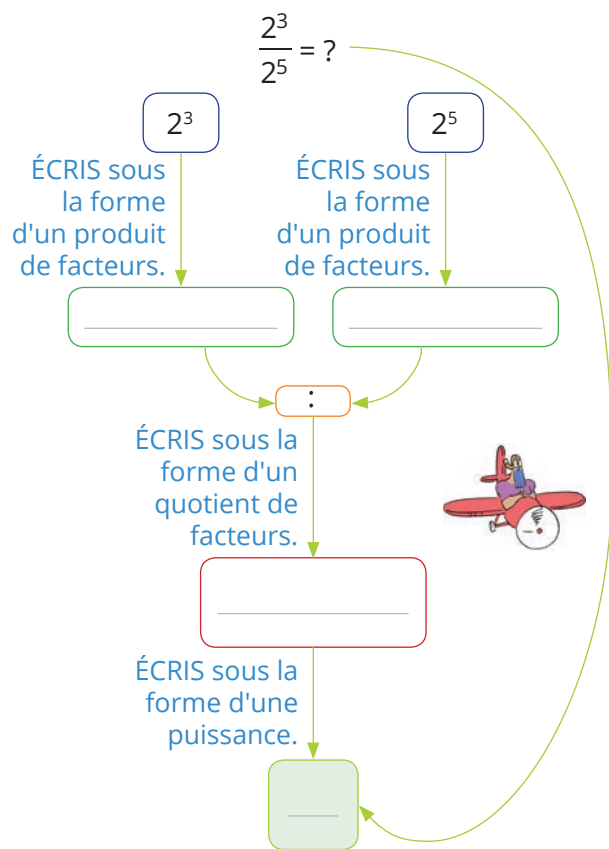 2³
— = ?
2⁵
2³
2⁵
ÉCRIS sous
la forme
d'un produit
de facteurs.
ÉCRIS sous
la forme
d'un produit
de facteurs.
:
ÉCRIS sous la
forme d'un
quotient de
facteurs.
ÉCRIS sous la
forme d'une
puissance.